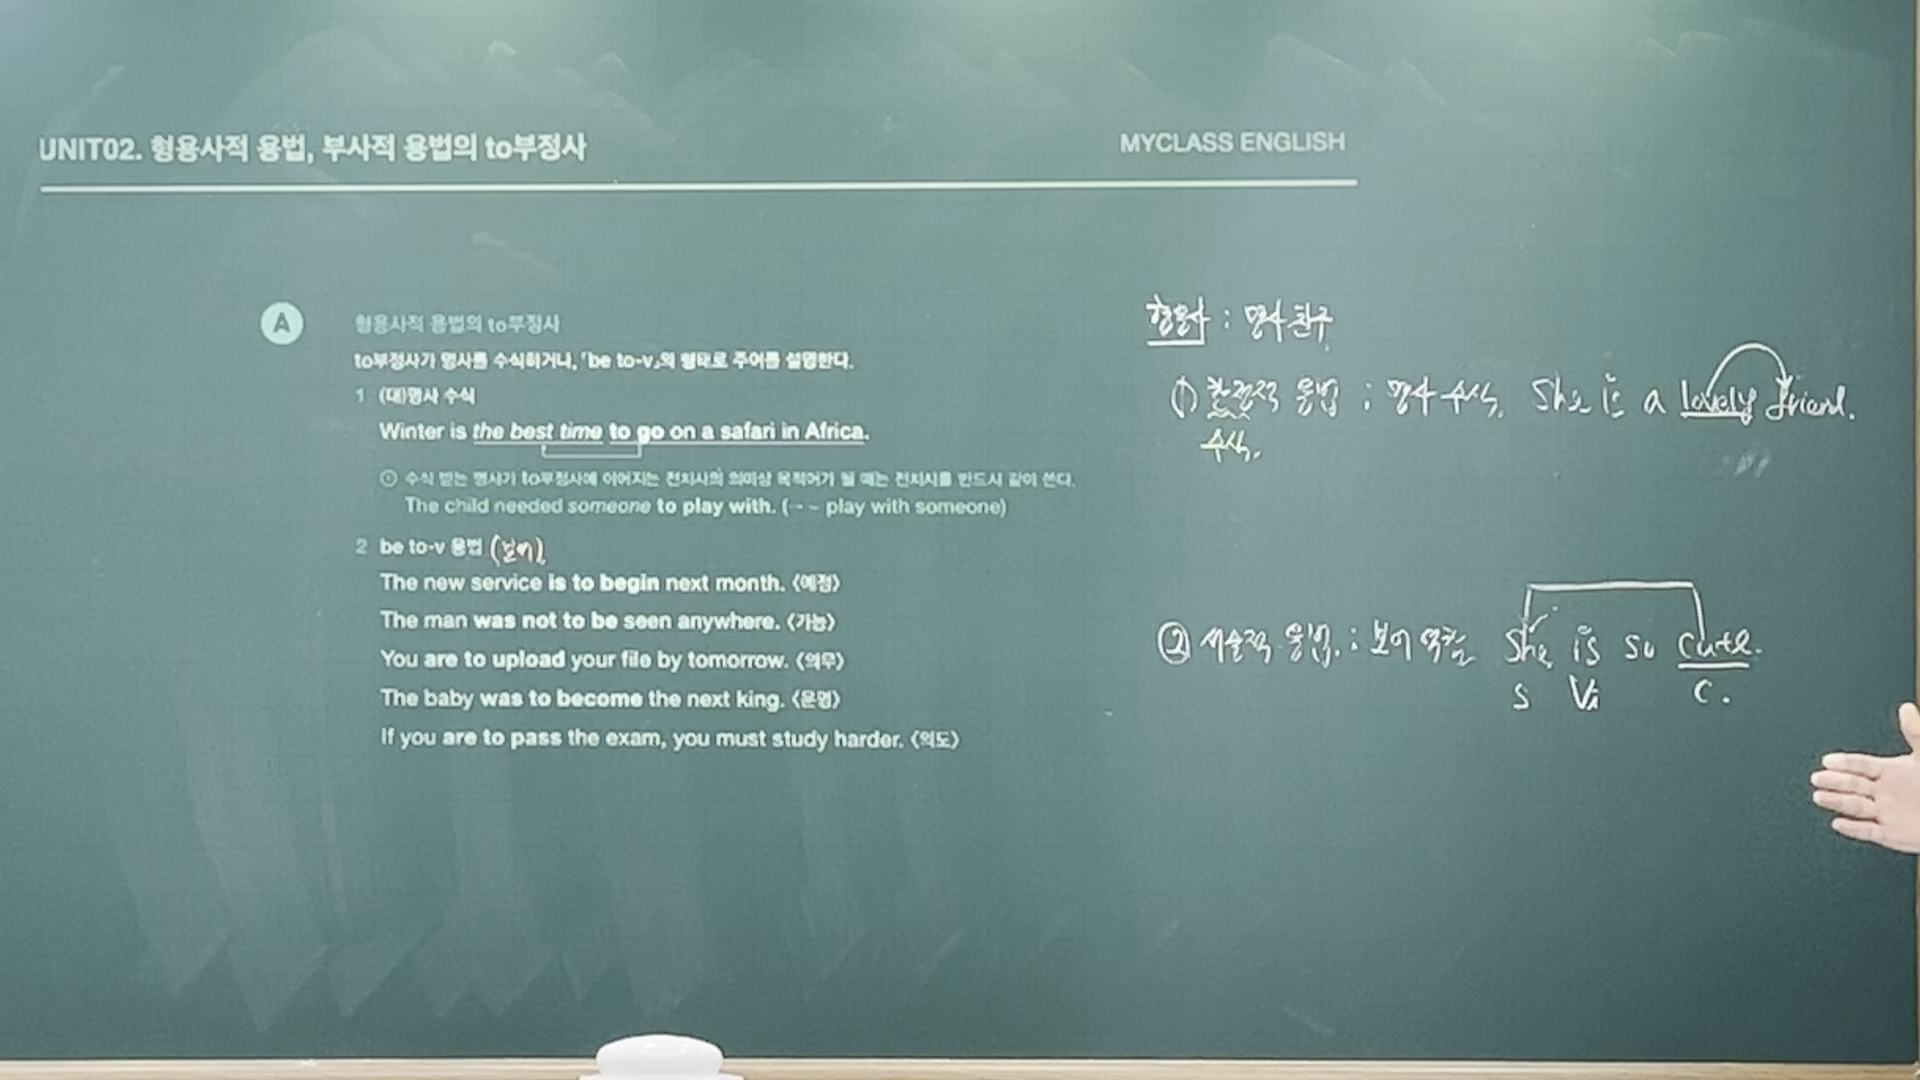 UNIT02. 형용사적 용법, 부사적 용법의 to부정사
MYCLASS ENGLISH
A 형용사적 용법의 to부정사
to부정사가 명사를 수식하거나, 「be to-v」의 형태로 주어를 설명한다.
1 (대)명사 수식
Winter is the best time to go on a safari in Africa.
① 수식 받는 명사가 to부정사에 이어지는 전치사의 의미상 목적어가 될 때는 전치사를 반드시 같이 쓴다.
The child needed someone to play with. (← ~ play with someone)
2 be to-v 용법 (보어)
The new service is to begin next month. 〈예정〉
The man was not to be seen anywhere. 〈가능〉
You are to upload your file by tomorrow. 〈의무〉
The baby was to become the next king. 〈운명〉
If you are to pass the exam, you must study harder. 〈의도〉
형용사 : 명사 친구
① 한정적 용법 : 명사 수식. She is a lovely friend.
수식.
② 서술적 용법. : 보어 역할 She is so cute.
S Vi C.